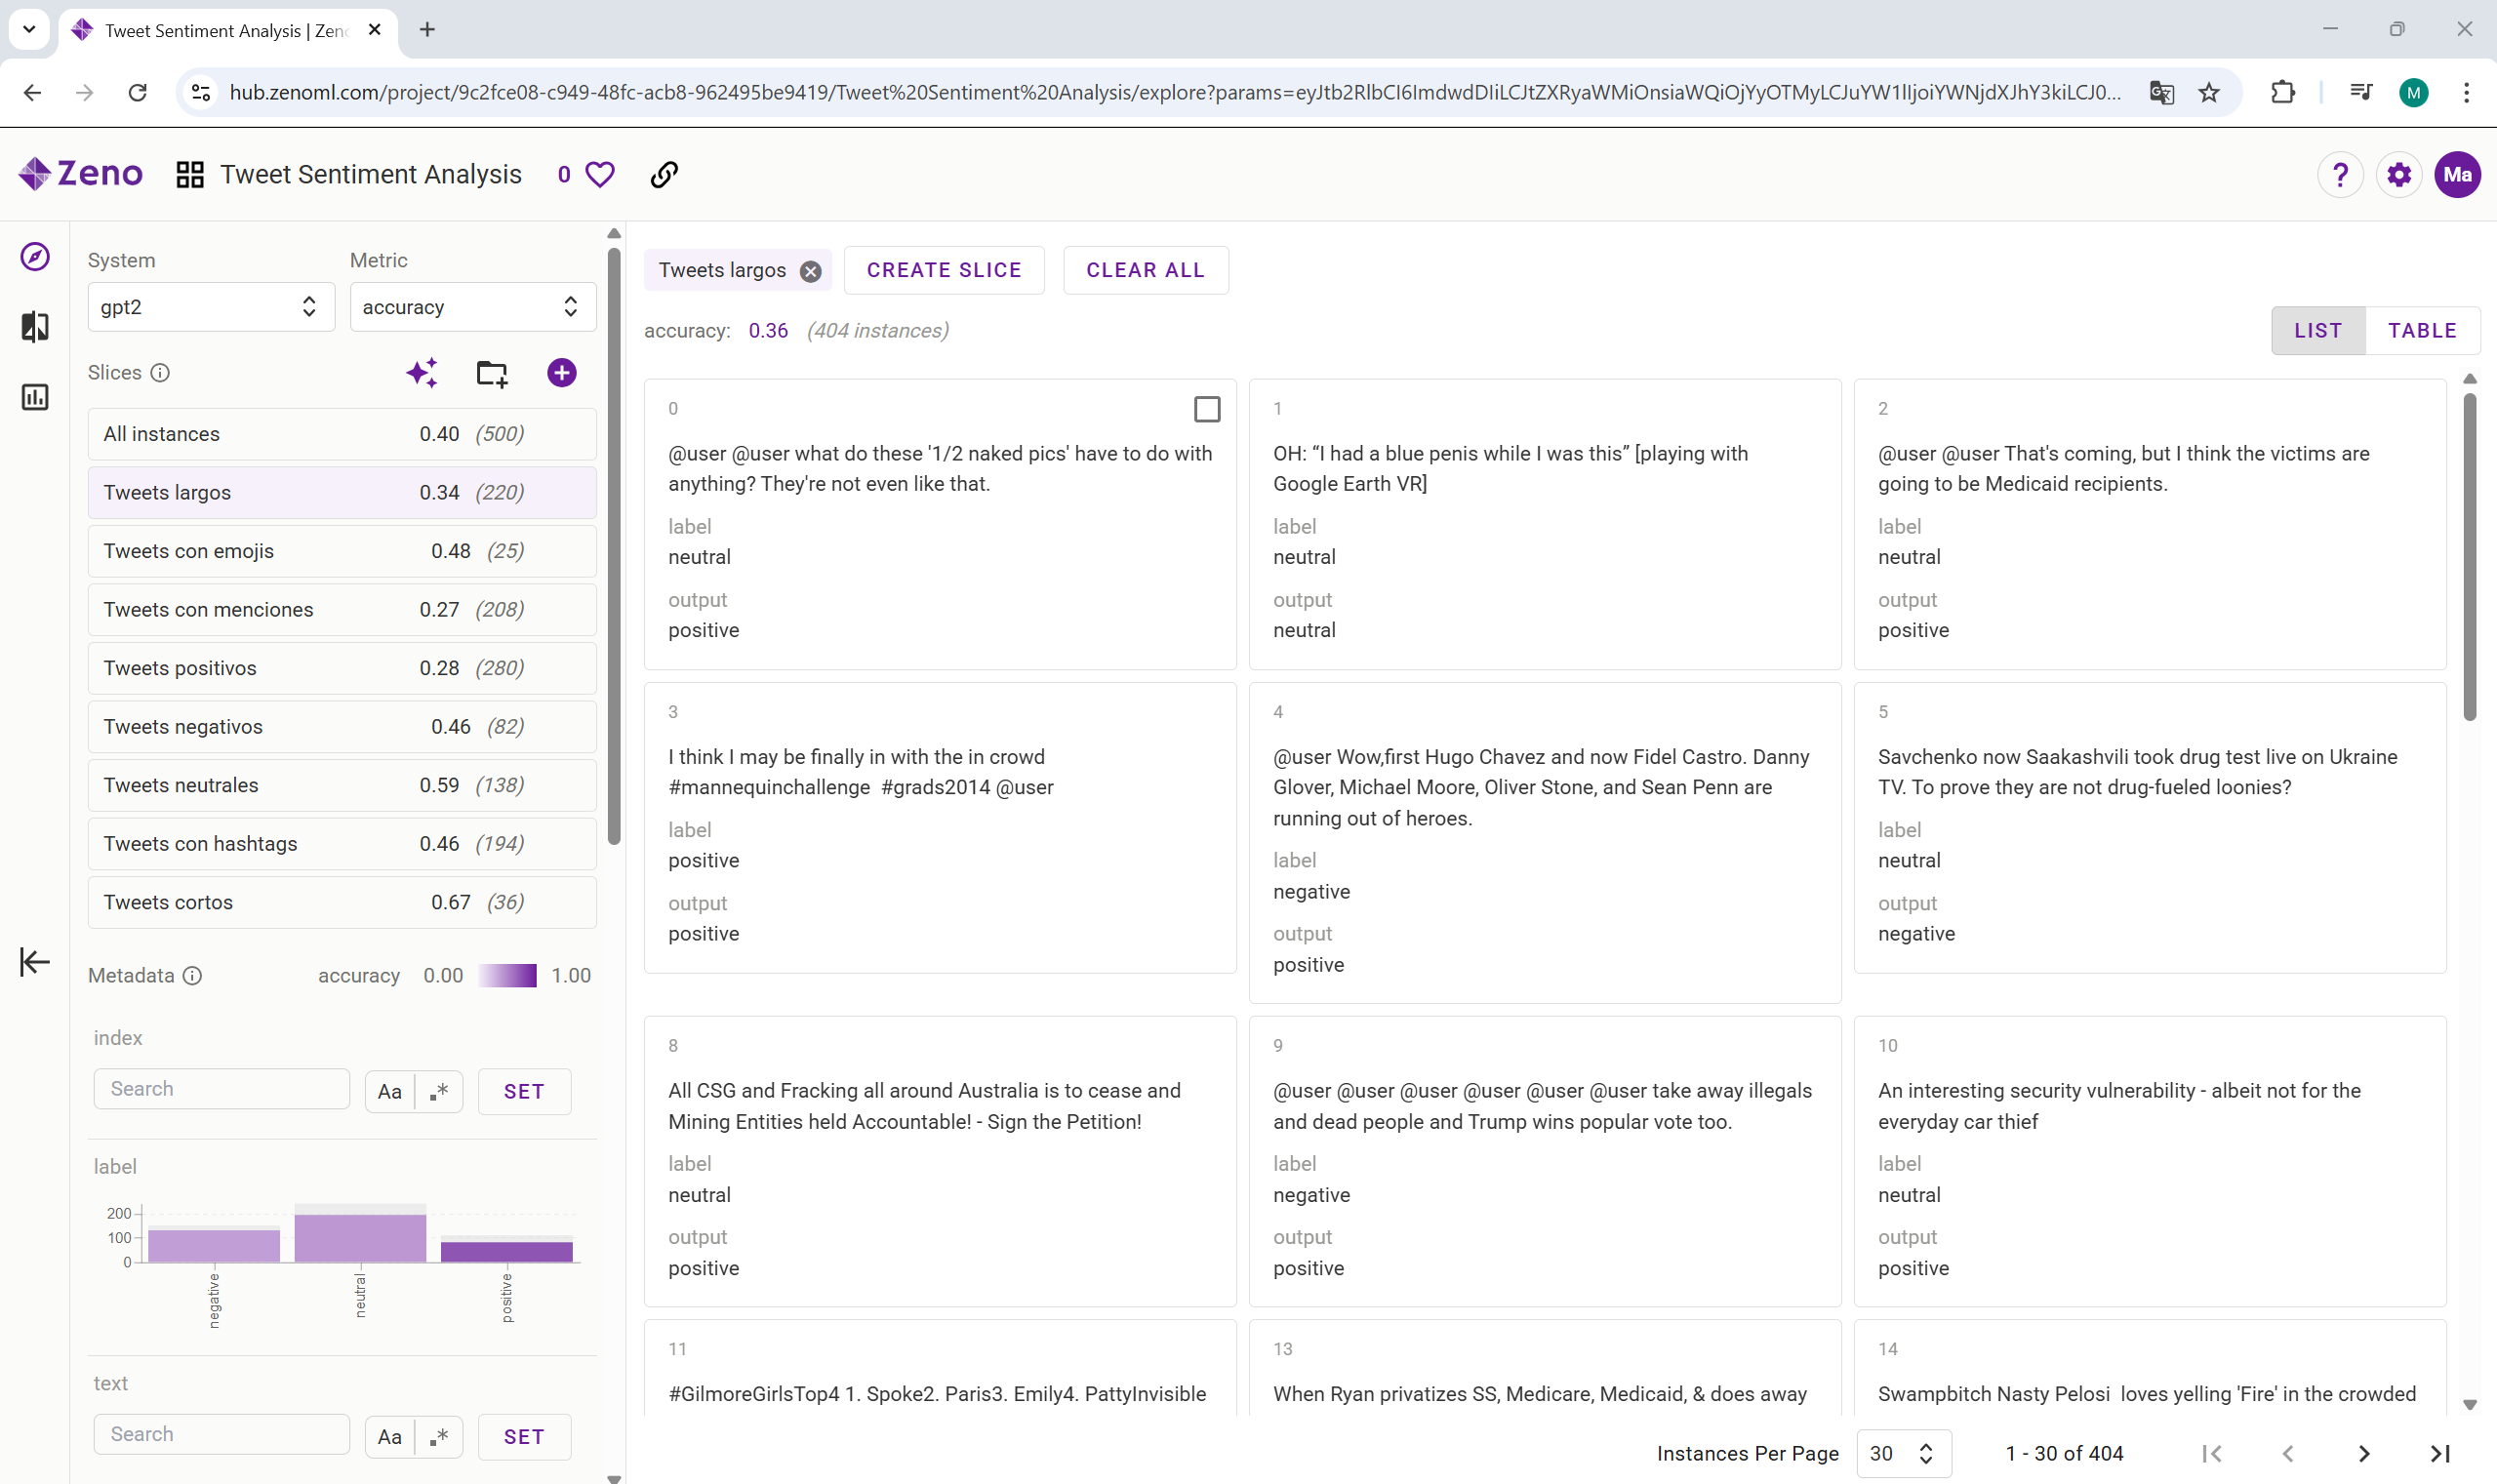 Tweet Sentiment Analysis | Zeno
hub.zenoml.com/project/9c2fce08-c949-48fc-acb8-962495be9419/Tweet%20Sentiment%20Analysis/explore?params=eyJtb2RlbCI6ImdwdDIiLCJtZXRyaWMiOnsiaWQiOjYyOTMyLCJuYW1lIjoiYWNjdXJhY3kiLCJ0...
M
Zeno
Tweet Sentiment Analysis
0
?
Ma
System
Metric
gpt2
accuracy
Slices
All instances 0.40 (500)
Tweets largos 0.34 (220)
Tweets con emojis 0.48 (25)
Tweets con menciones 0.27 (208)
Tweets positivos 0.28 (280)
Tweets negativos 0.46 (82)
Tweets neutrales 0.59 (138)
Tweets con hashtags 0.46 (194)
Tweets cortos 0.67 (36)
Metadata accuracy 0.00 1.00
index
Search Aa .* SET
label
200
100
0
negative
neutral
positive
text
Search Aa .* SET
Tweets largos
CREATE SLICE
CLEAR ALL
accuracy: 0.36 (404 instances)
LIST
TABLE
0
@user @user what do these '1/2 naked pics' have to do with
anything? They're not even like that.
label
neutral
output
positive
1
OH: “I had a blue penis while I was this” [playing with
Google Earth VR]
label
neutral
output
neutral
2
@user @user That's coming, but I think the victims are
going to be Medicaid recipients.
label
neutral
output
positive
3
I think I may be finally in with the in crowd
#mannequinchallenge #grads2014 @user
label
positive
output
positive
4
@user Wow,first Hugo Chavez and now Fidel Castro. Danny
Glover, Michael Moore, Oliver Stone, and Sean Penn are
running out of heroes.
label
negative
output
positive
5
Savchenko now Saakashvili took drug test live on Ukraine
TV. To prove they are not drug-fueled loonies?
label
neutral
output
negative
8
All CSG and Fracking all around Australia is to cease and
Mining Entities held Accountable! - Sign the Petition!
label
neutral
output
positive
9
@user @user @user @user @user @user take away illegals
and dead people and Trump wins popular vote too.
label
negative
output
positive
10
An interesting security vulnerability - albeit not for the
everyday car thief
label
neutral
output
positive
11
#GilmoreGirlsTop4 1. Spoke2. Paris3. Emily4. PattyInvisible
13
When Ryan privatizes SS, Medicare, Medicaid, & does away
14
Swampbitch Nasty Pelosi loves yelling 'Fire' in the crowded
Instances Per Page 30 1 - 30 of 404